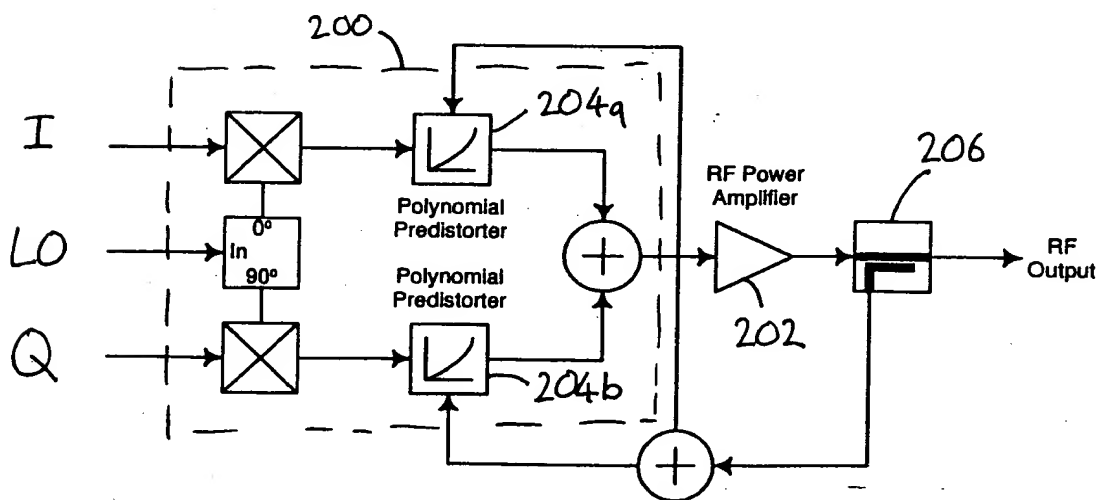 200
I
204a
RF Power
Amplifier
206
Polynomial
Predistorter
0°
LO
In
90°
RF
Output
Polynomial
Predistorter
202
Q
204b